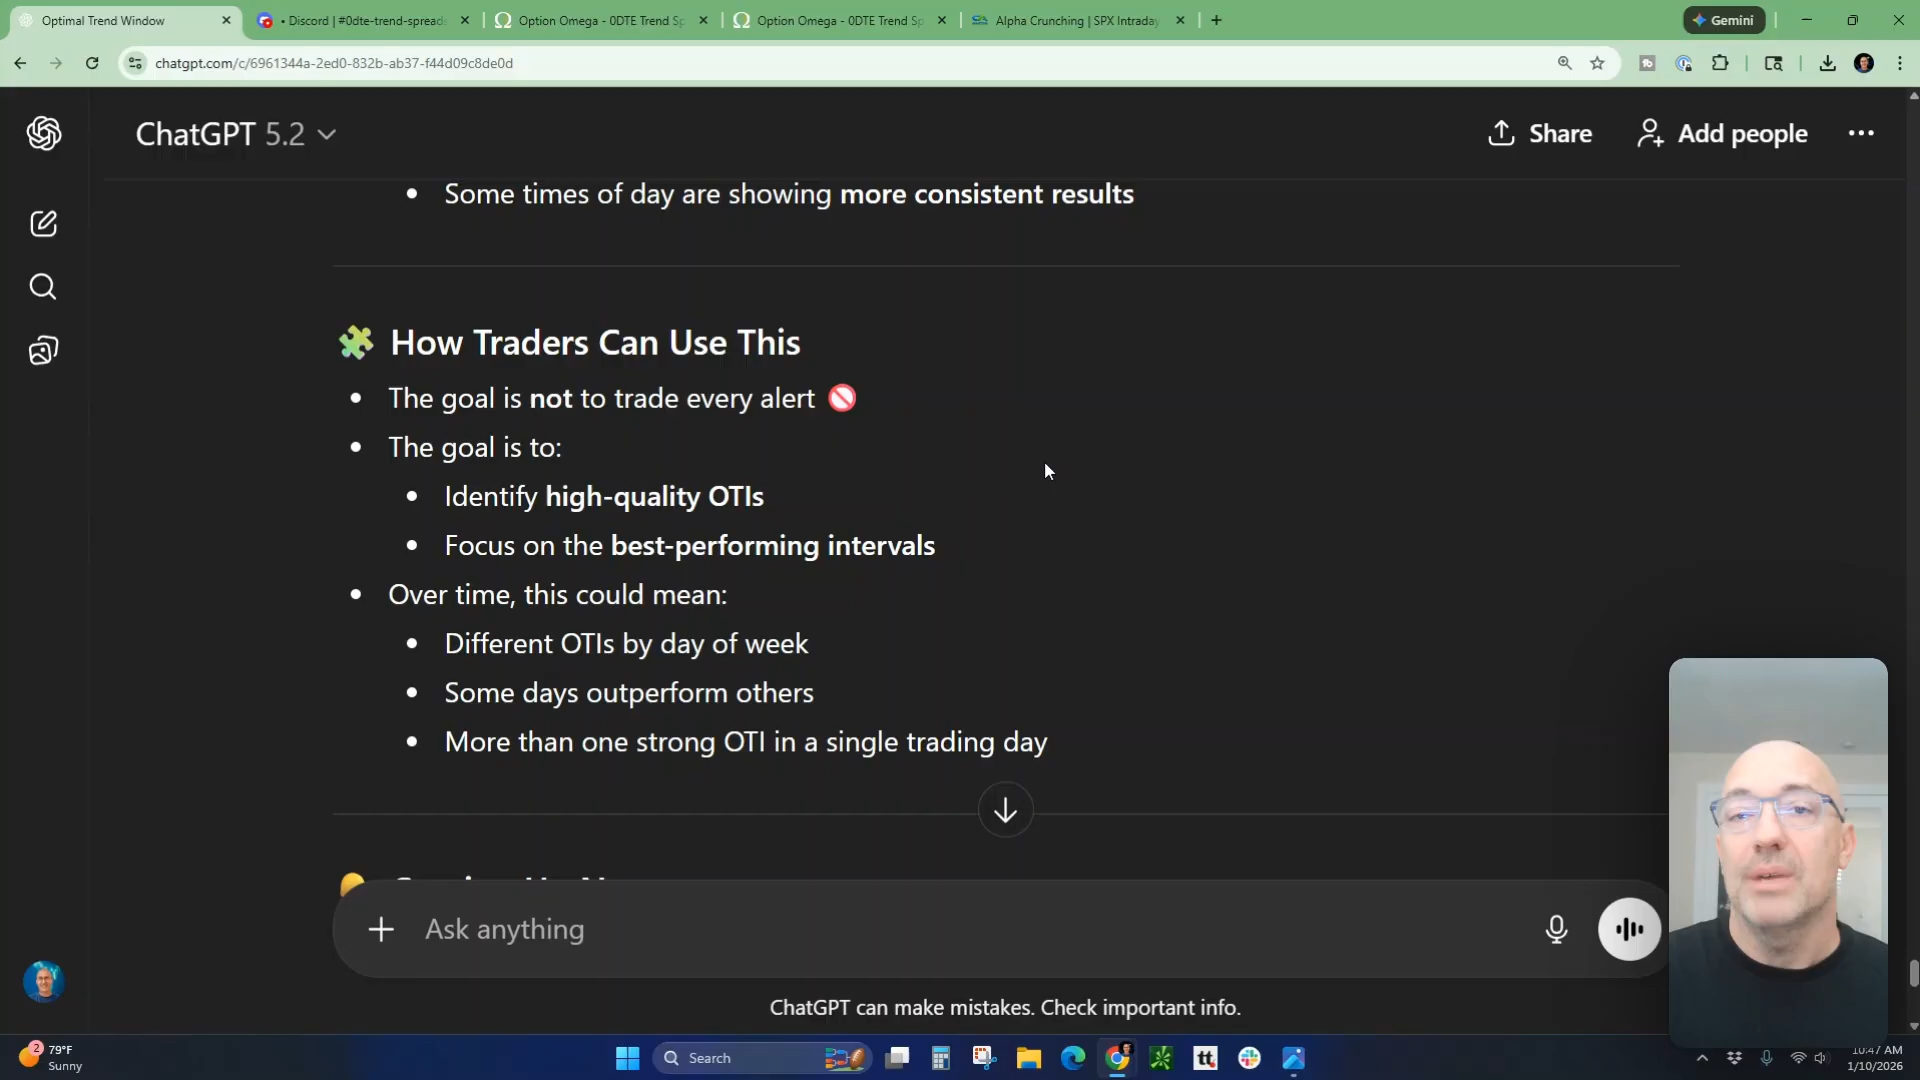 Optimal Trend Window
• Discord | #0dte-trend-spread
Option Omega - 0DTE Trend Sp
Option Omega - 0DTE Trend Sp
Alpha Crunching | SPX Intraday
Gemini
chatgpt.com/c/6961344a-2ed0-832b-ab37-f44d09c8de0d
ChatGPT 5.2
Share
Add people
• Some times of day are showing more consistent results
How Traders Can Use This
• The goal is not to trade every alert
• The goal is to:
• Identify high-quality OTIs
• Focus on the best-performing intervals
• Over time, this could mean:
• Different OTIs by day of week
• Some days outperform others
• More than one strong OTI in a single trading day
Ask anything
ChatGPT can make mistakes. Check important info.
2
79°F
Sunny
Search
tt
10:47 AM
1/10/2026